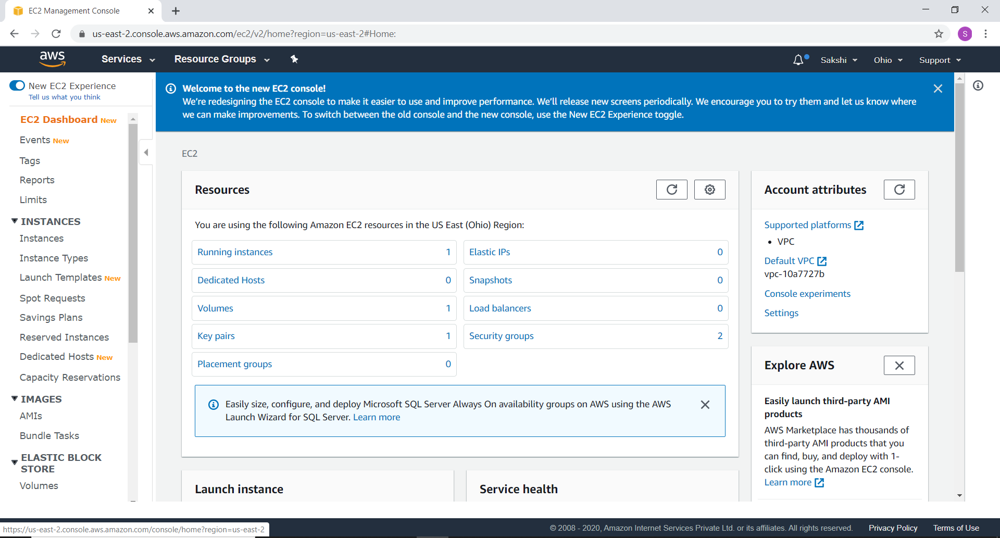 EC2 Management Console
us-east-2.console.aws.amazon.com/ec2/v2/home?region=us-east-2#Home:
S
aws
Services
Resource Groups
Sakshi
Ohio
Support
New EC2 Experience
Tell us what you think
EC2 Dashboard New
Events New
Tags
Reports
Limits
INSTANCES
Instances
Instance Types
Launch Templates New
Spot Requests
Savings Plans
Reserved Instances
Dedicated Hosts New
Capacity Reservations
IMAGES
AMIs
Bundle Tasks
ELASTIC BLOCK
STORE
Volumes
Welcome to the new EC2 console!
We're redesigning the EC2 console to make it easier to use and improve performance. We'll release new screens periodically. We encourage you to try them and let us know where
we can make improvements. To switch between the old console and the new console, use the New EC2 Experience toggle.
EC2
Resources
You are using the following Amazon EC2 resources in the US East (Ohio) Region:
Running instances 1
Elastic IPs 0
Dedicated Hosts 0
Snapshots 0
Volumes 1
Load balancers 0
Key pairs 1
Security groups 2
Placement groups 0
Easily size, configure, and deploy Microsoft SQL Server Always On availability groups on AWS using the AWS
Launch Wizard for SQL Server. Learn more
Launch instance
Service health
Account attributes
Supported platforms
• VPC
Default VPC
vpc-10a7727b
Console experiments
Settings
Explore AWS
Easily launch third-party AMI
products
AWS Marketplace has thousands of
third-party AMI products that you
can find, buy, and deploy with 1-
click using the Amazon EC2 console.
Learn more
https://us-east-2.console.aws.amazon.com/console/home?region=us-east-2
© 2008 - 2020, Amazon Internet Services Private Ltd. or its affiliates. All rights reserved.
Privacy Policy
Terms of Use